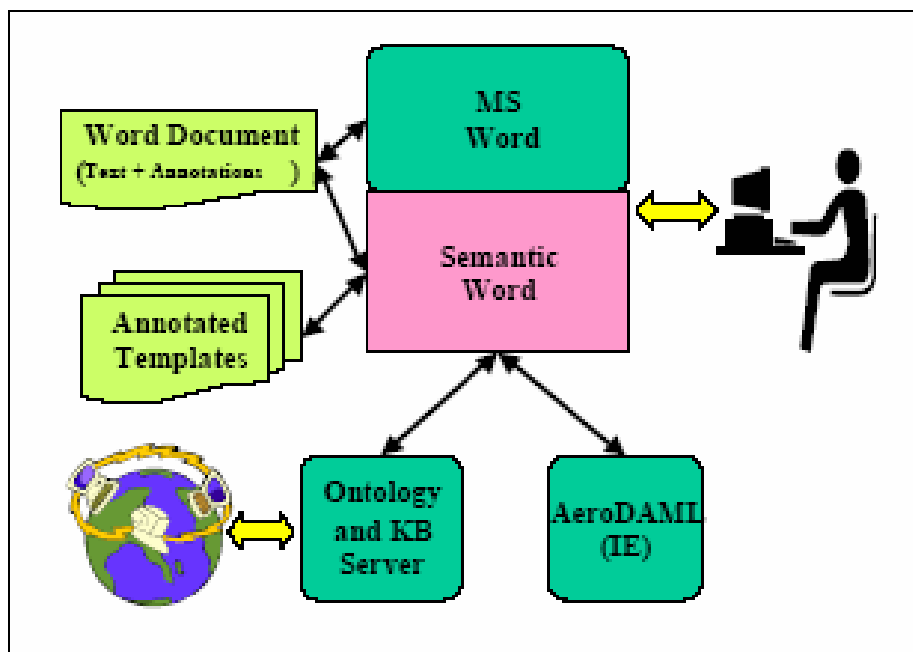 MS
Word
Word Document
(Text + Annotations )
Semantic
Word
Annotated
Templates
Ontology
and KB
Server
AeroDAML
(IE)